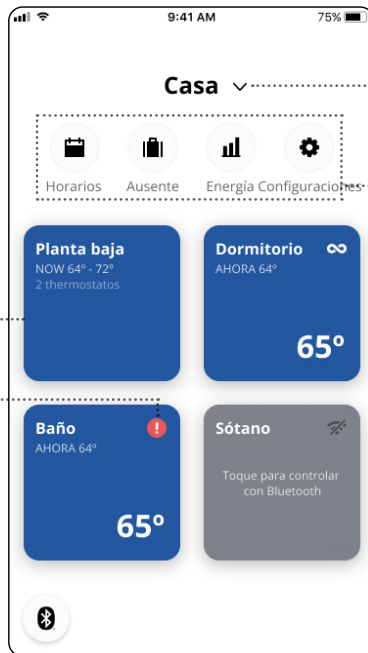 9:41 AM
75%
Casa
Horarios
Ausente
Energía
Configuraciones
Planta baja
NOW 64º - 72º
2 thermostatos
Dormitorio
AHORA 64º
65º
Baño
AHORA 64º
65º
Sótano
Toque para controlar
con Bluetooth